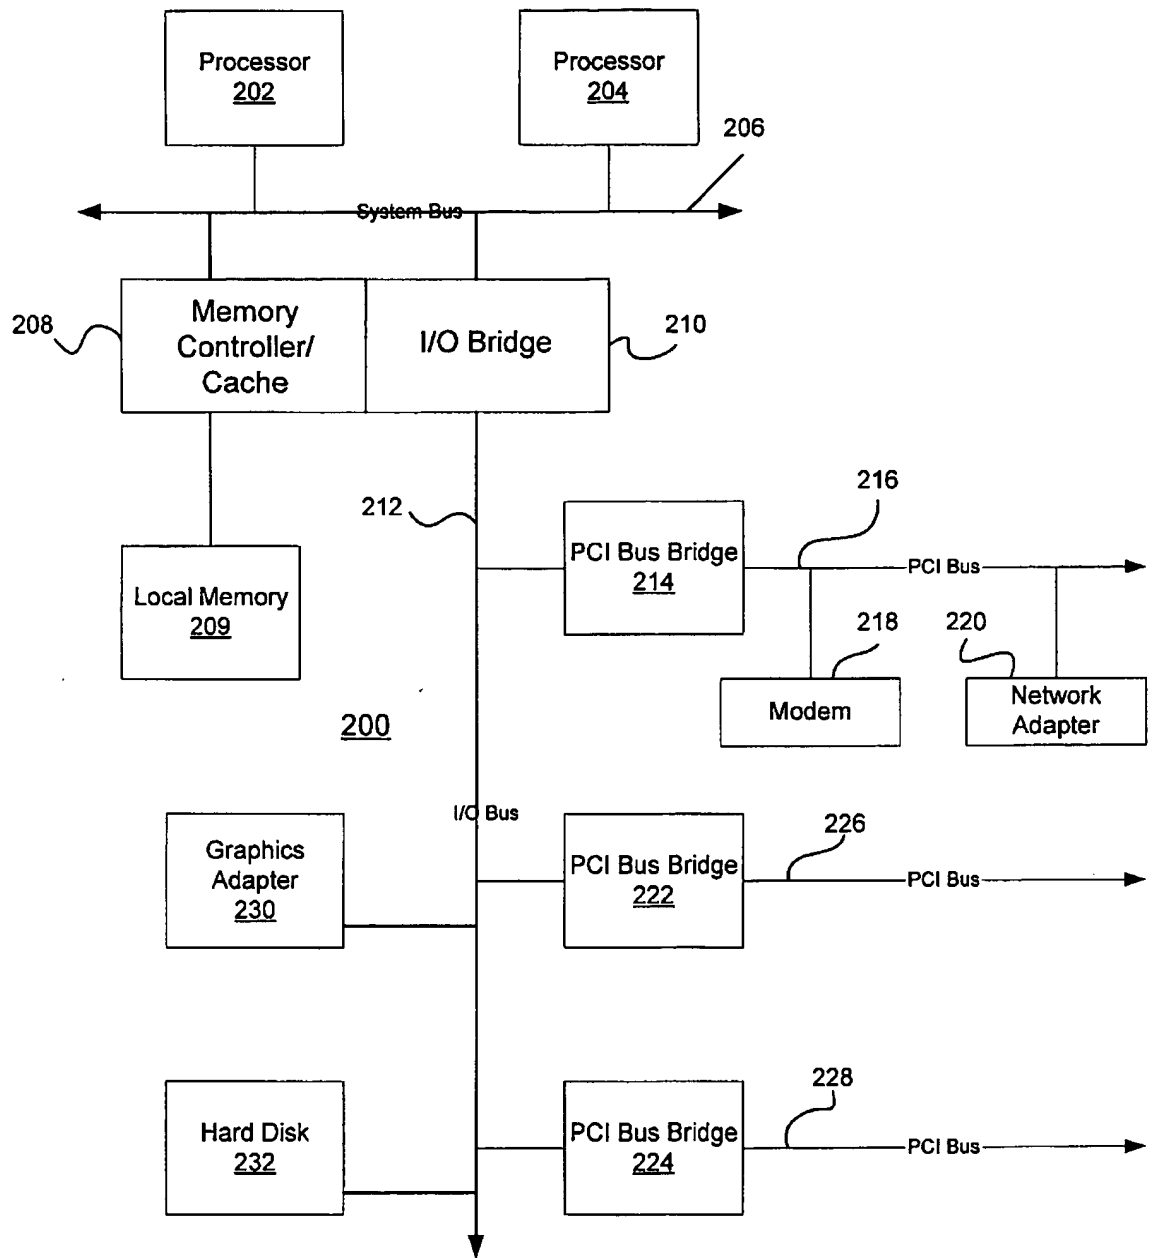 Processor
202
Processor
204
206
System Bus
208
Memory
Controller/
Cache
I/O Bridge
210
212
216
PCI Bus Bridge
214
PCI Bus
Local Memory
209
218
220
Modem
Network
Adapter
200
I/O Bus
Graphics
Adapter
230
PCI Bus Bridge
222
226
PCI Bus
Hard Disk
232
PCI Bus Bridge
224
228
PCI Bus